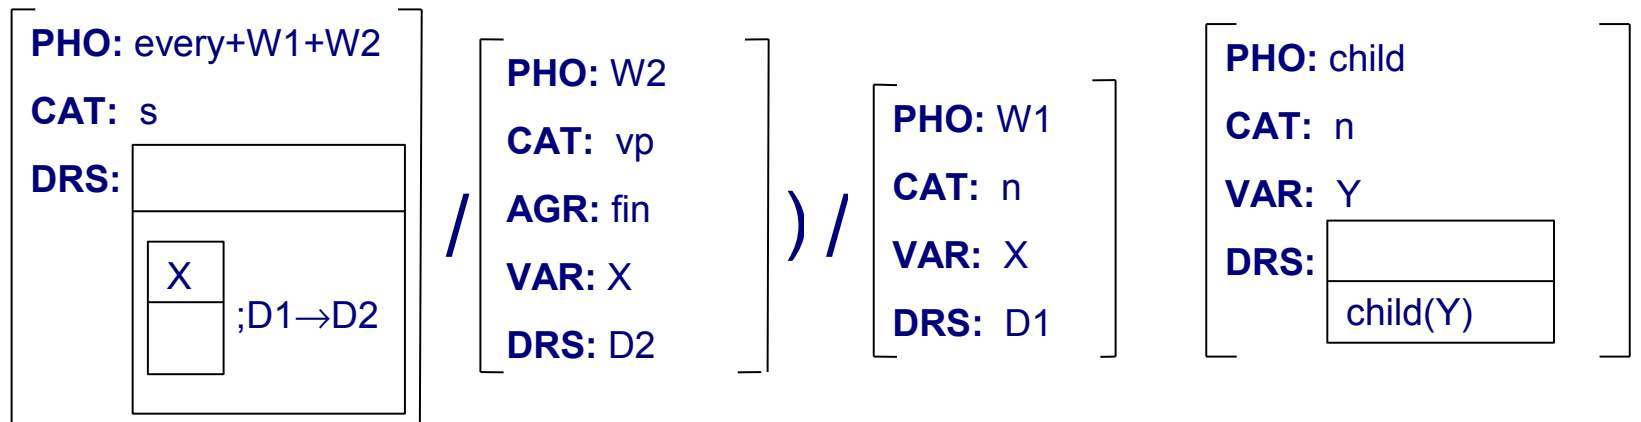 PHO: every+W1+W2
CAT: s
DRS:
X
;D1→D2
/
PHO: W2
CAT: vp
AGR: fin
VAR: X
DRS: D2
) /
PHO: W1
CAT: n
VAR: X
DRS: D1
PHO: child
CAT: n
VAR: Y
DRS:
child(Y)